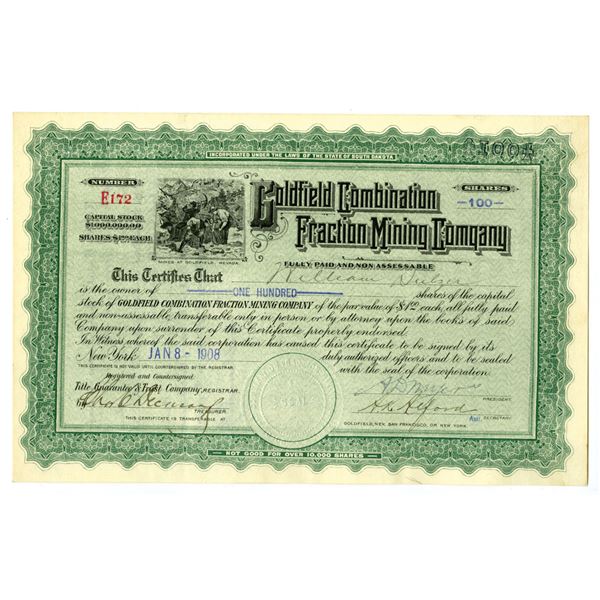 INCORPORATED UNDER THE LAWS OF THE STATE OF SOUTH DAKOTA
NUMBER
E172
CAPITAL STOCK
$1,000,000.00
SHARES $1.00 EACH
MINES AT GOLDFIELD, NEVADA.
Goldfield Combination
Fraction Mining Company
SHARES
—100—
FULLY PAID AND NON-ASSESSABLE
This Certifies That William Sulzer
is the owner of ONE HUNDRED shares of the capital
stock of GOLDFIELD COMBINATION FRACTION MINING COMPANY of the par value of $1.00 each, all fully paid
and non-assessable transferable only in person or by attorney upon the books of said
Company upon surrender of this Certificate properly endorsed.
In Witness whereof the said corporation has caused this certificate to be signed by its
New York JAN 8 - 1908 duly authorized officers and to be sealed
THIS CERTIFICATE IS NOT VALID UNTIL COUNTERSIGNED BY THE REGISTRAR. with the seal of the corporation.
Registered and Countersigned
Title Guarantee & Trust Company, REGISTRAR.
PRESIDENT.
By
TREASURER.
H. H. Alford Asst. SECRETARY
THIS CERTIFICATE IS TRANSFERABLE AT
GOLDFIELD, NEV. SAN FRANCISCO, OR NEW YORK.
NOT GOOD FOR OVER 10,000 SHARES